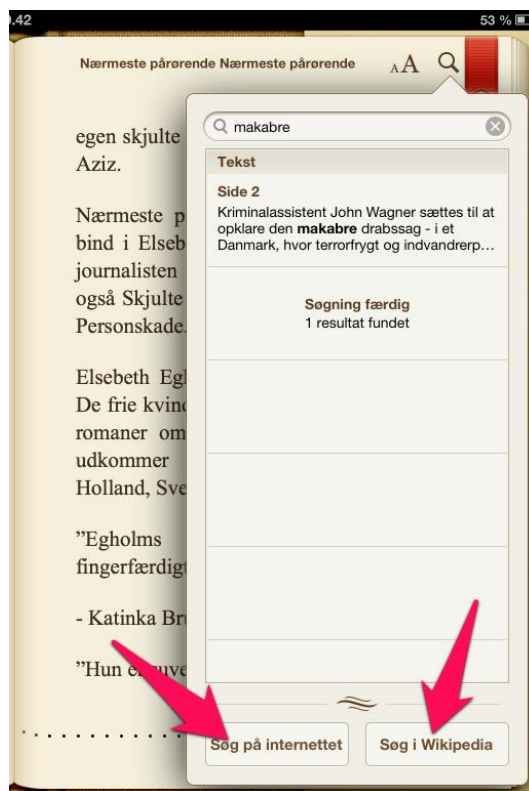 .42
53 %
Nærmeste pårørende Nærmeste pårørende
AA
egen skjulte
Aziz.
Nærmeste p
bind i Elseb
journalisten
også Skjulte
Personskade.
Elsebeth Egl
De frie kvind
romaner om
udkommer
Holland, Sve
”Egholms
fingerfærdigt
- Katinka Bru
”Hun er suve
makabre
Tekst
Side 2
Kriminalassistent John Wagner sættes til at
opklare den makabre drabssag - i et
Danmark, hvor terrorfrygt og indvandrerp...
Søgning færdig
1 resultat fundet
Søg på internettet
Søg i Wikipedia